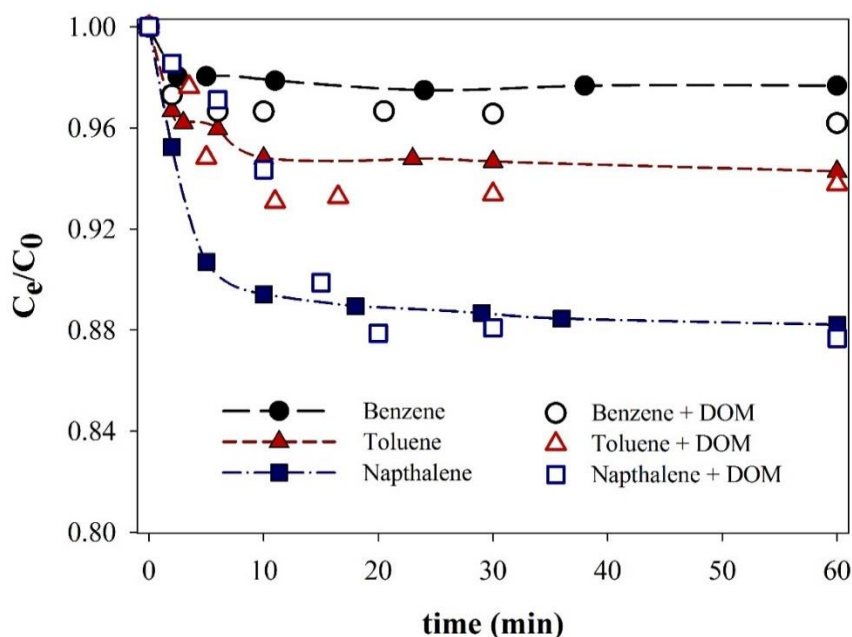 1.00
0.96
0.92
0.88
0.84
0.80
Ce/C0
Benzene
Toluene
Napthalene
Benzene + DOM
Toluene + DOM
Napthalene + DOM
0 10 20 30 40 50 60
time (min)